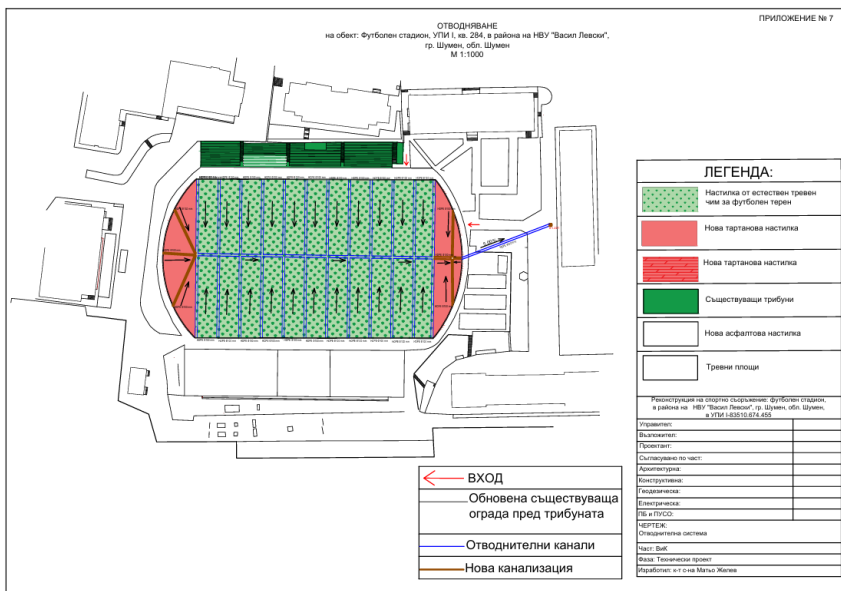 ПРИЛОЖЕНИЕ № 7
ОТВОДНЯВАНЕ
на обект: Футболен стадион, УПИ I, кв. 284, в района на НВУ "Васил Левски",
гр. Шумен, обл. Шумен
М 1:1000
ЛЕГЕНДА:
Настилка от естествен тревен
чим за футболен терен
Нова тартанова настилка
Нова тартанова настилка
Съществуващи трибуни
Нова асфалтова настилка
Тревни площи
Реконструкция на спортно съоръжение: футболен стадион,
в района на НВУ "Васил Левски", гр. Шумен, обл. Шумен,
в УПИ I-83510.674.455
Управител:
Възложител:
Проектант:
Съгласувано по част:
Архитектурна:
Конструктивна:
Геодезическа:
Електрическа:
ПБ и ПУСО:
ЧЕРТЕЖ:
Отводнителна система
Част: ВиК
Фаза: Технически проект
Изработил: к-т с-на Матьо Желев
ВХОД
Обновена съществуваща
ограда пред трибуната
Отводнителни канали
Нова канализация